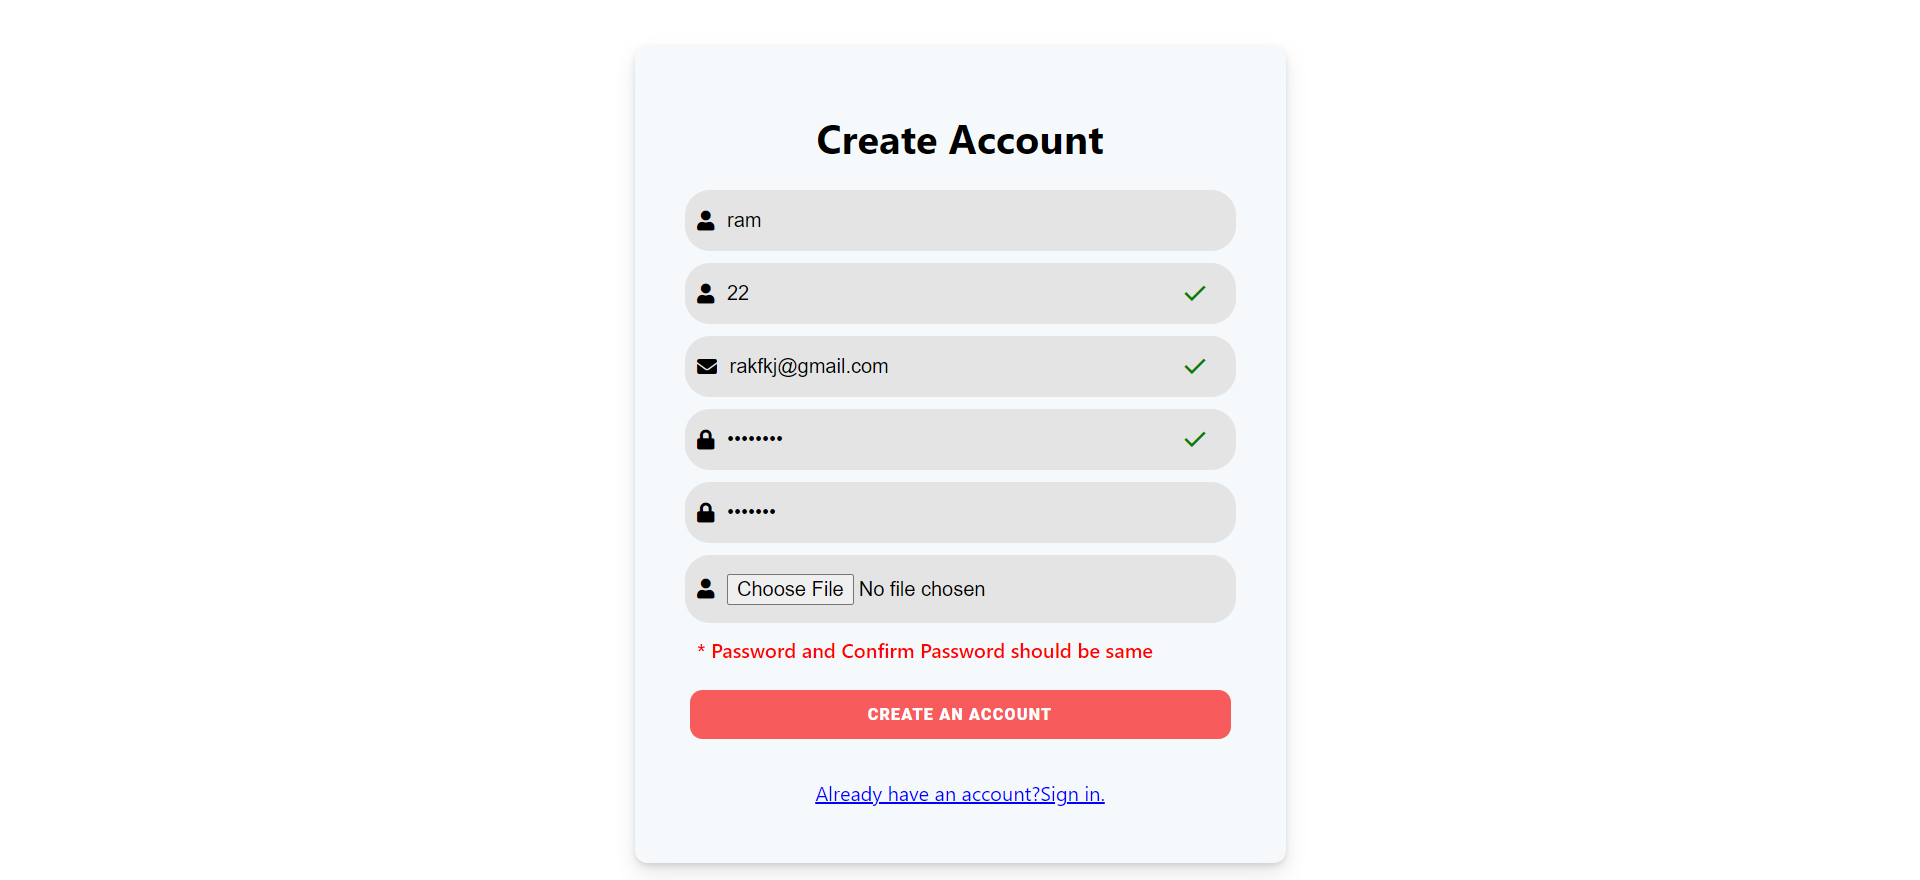 Create Account
ram
22
rakfkj@gmail.com
••••••••
•••••••
Choose File No file chosen
* Password and Confirm Password should be same
CREATE AN ACCOUNT
Already have an account?Sign in.